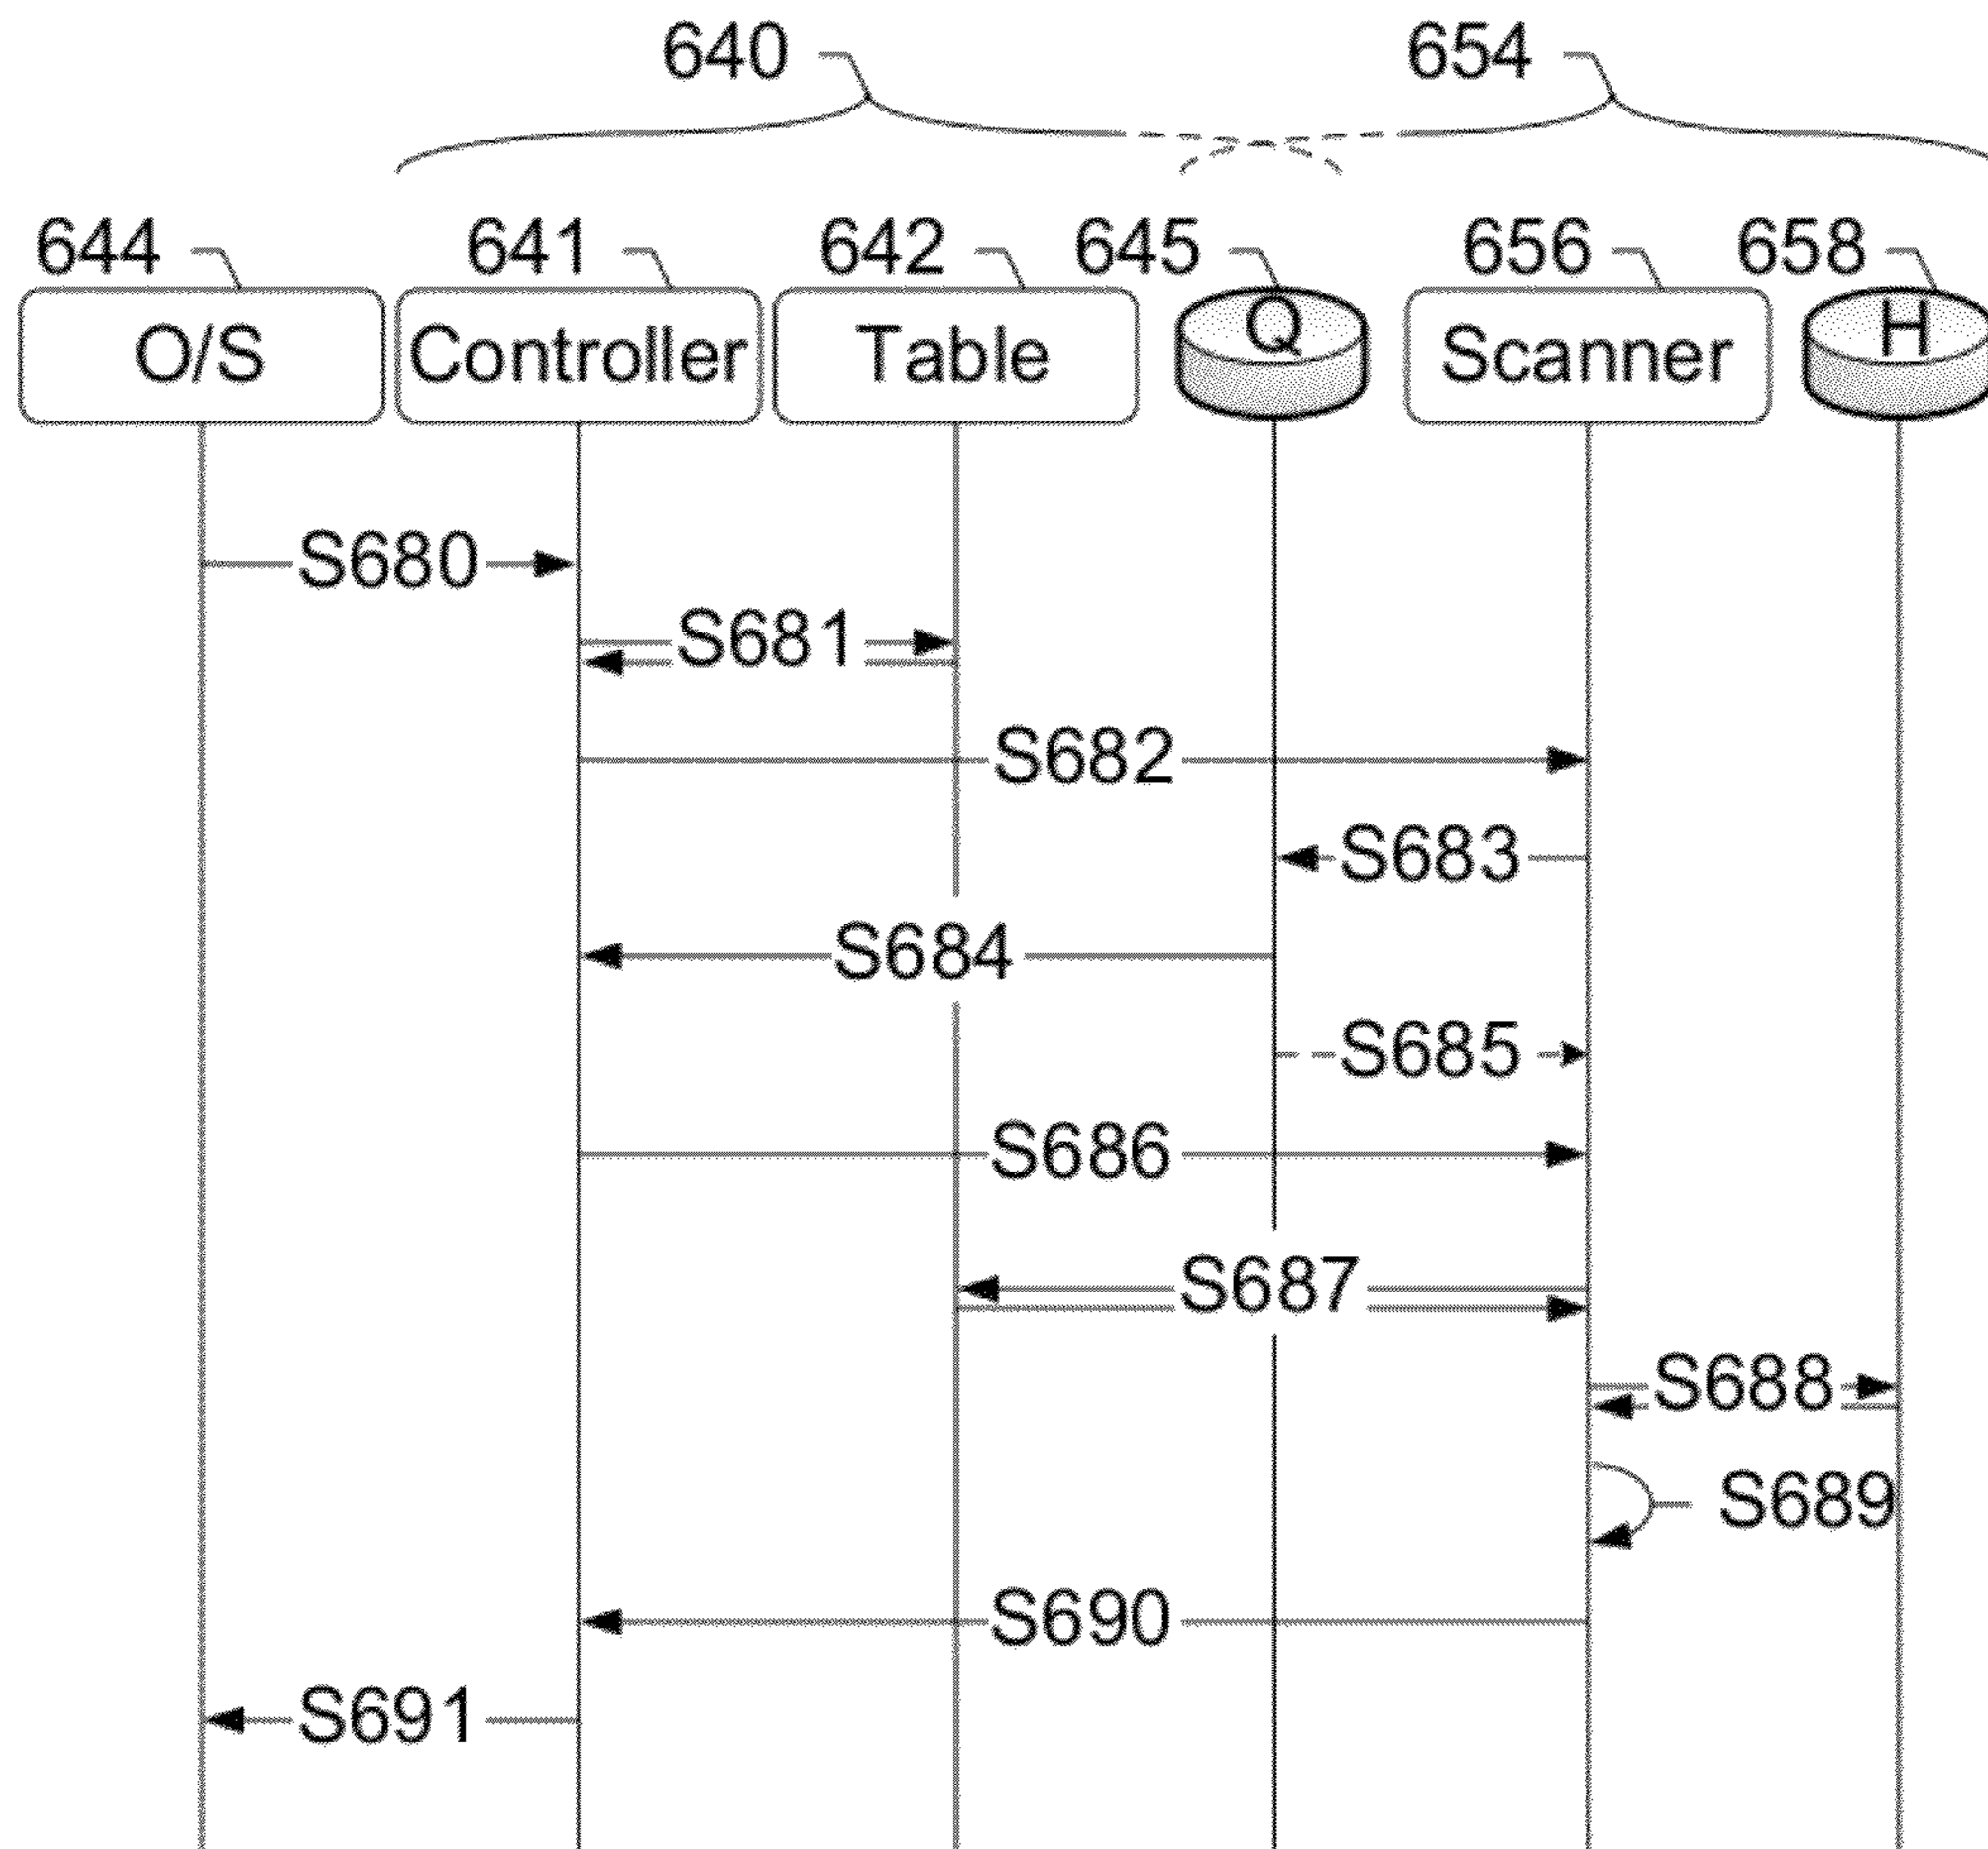 640 654
644 641 642 645 656 658
O/S Controller Table Q Scanner H
S680
S681
S682
S683
S684
S685
S686
S687
S688
S689
S690
S691